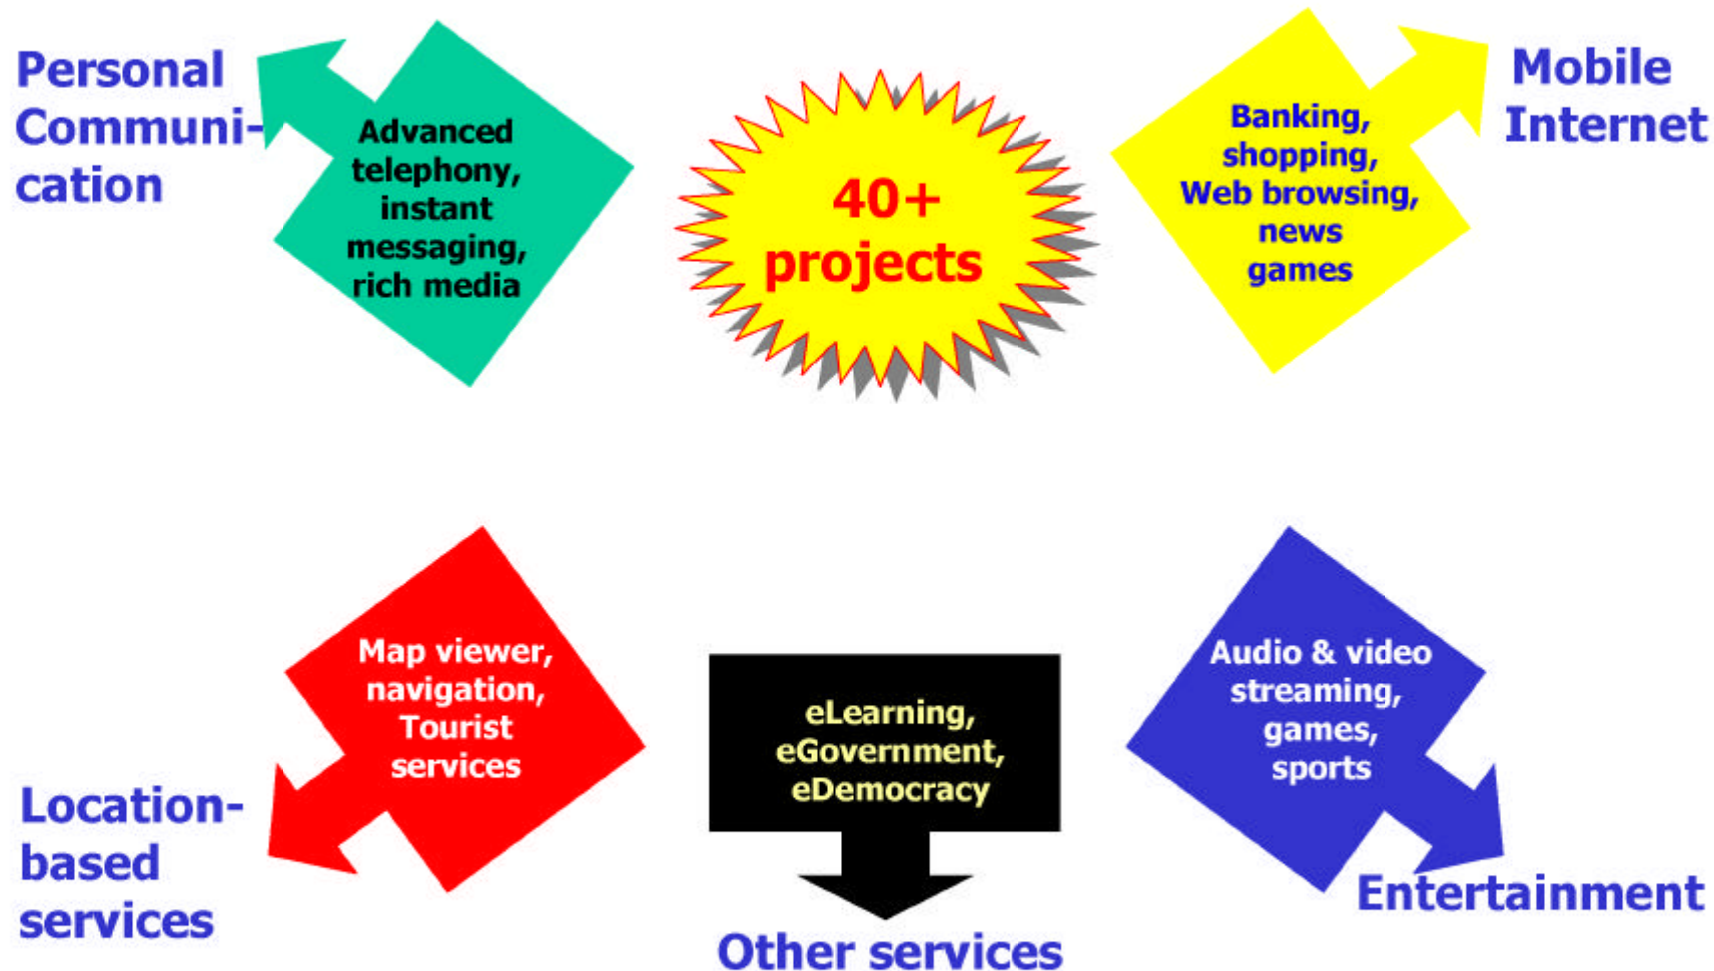 Personal
Communi-
cation
Advanced
telephony,
instant
messaging,
rich media
40+
projects
Banking,
shopping,
Web browsing,
news
games
Mobile
Internet
Map viewer,
navigation,
Tourist
services
Location-
based
services
eLearning,
eGovernment,
eDemocracy
Other services
Audio & video
streaming,
games,
sports
Entertainment